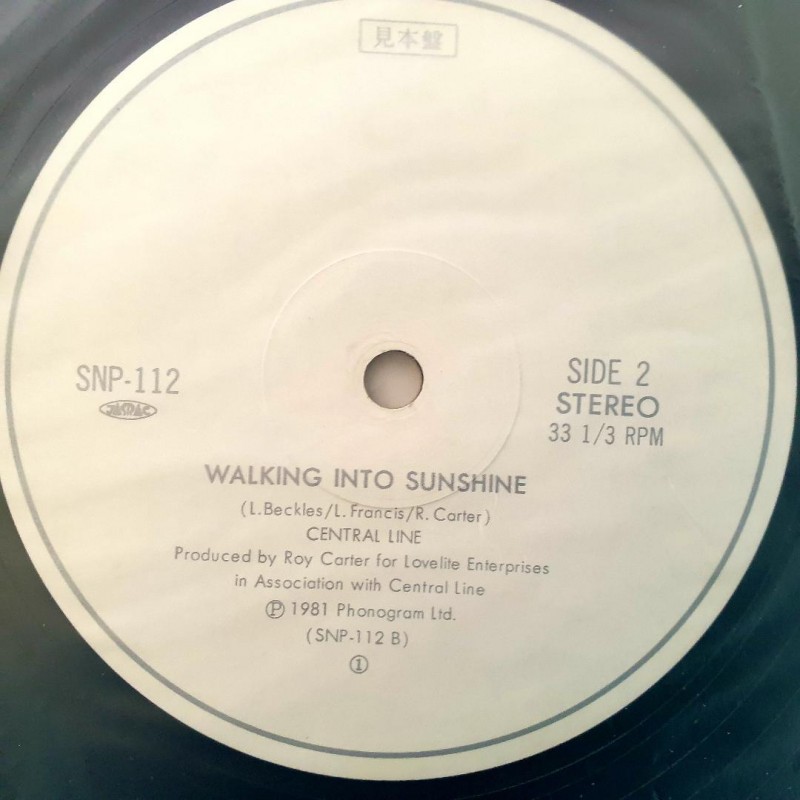 見本盤
SNP-112
JASRAC
SIDE 2
STEREO
33 1/3 RPM
WALKING INTO SUNSHINE
(L.Beckles/L.Francis/R.Carter)
CENTRAL LINE
Produced by Roy Carter for Lovelite Enterprises
in Association with Central Line
Ⓟ 1981 Phonogram Ltd.
(SNP-112 B)
①